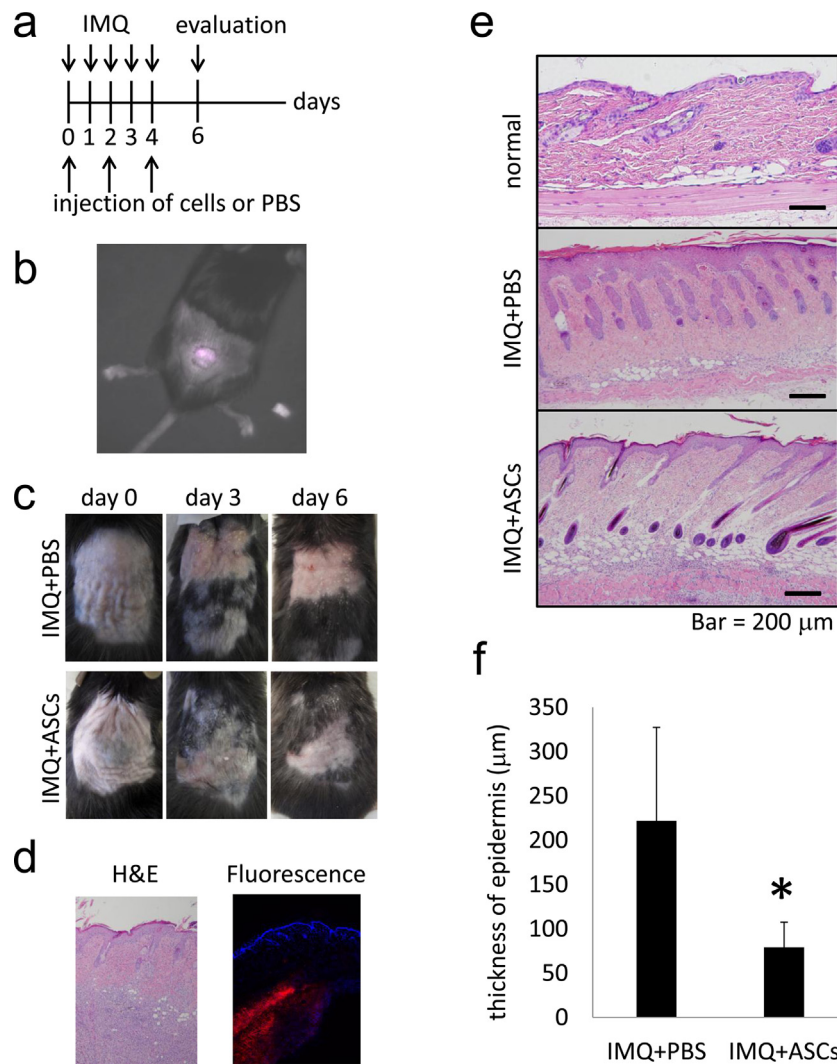 a
IMQ evaluation
days
0 1 2 3 4 6
injection of cells or PBS
b
c
day 0 day 3 day 6
IMQ+PBS
IMQ+ASCs
d
H&E Fluorescence
e
normal
IMQ+PBS
IMQ+ASCs
Bar = 200 μm
f
thickness of epidermis (μm)
350
300
250
200
150
100
50
0
*
IMQ+PBS IMQ+ASCs